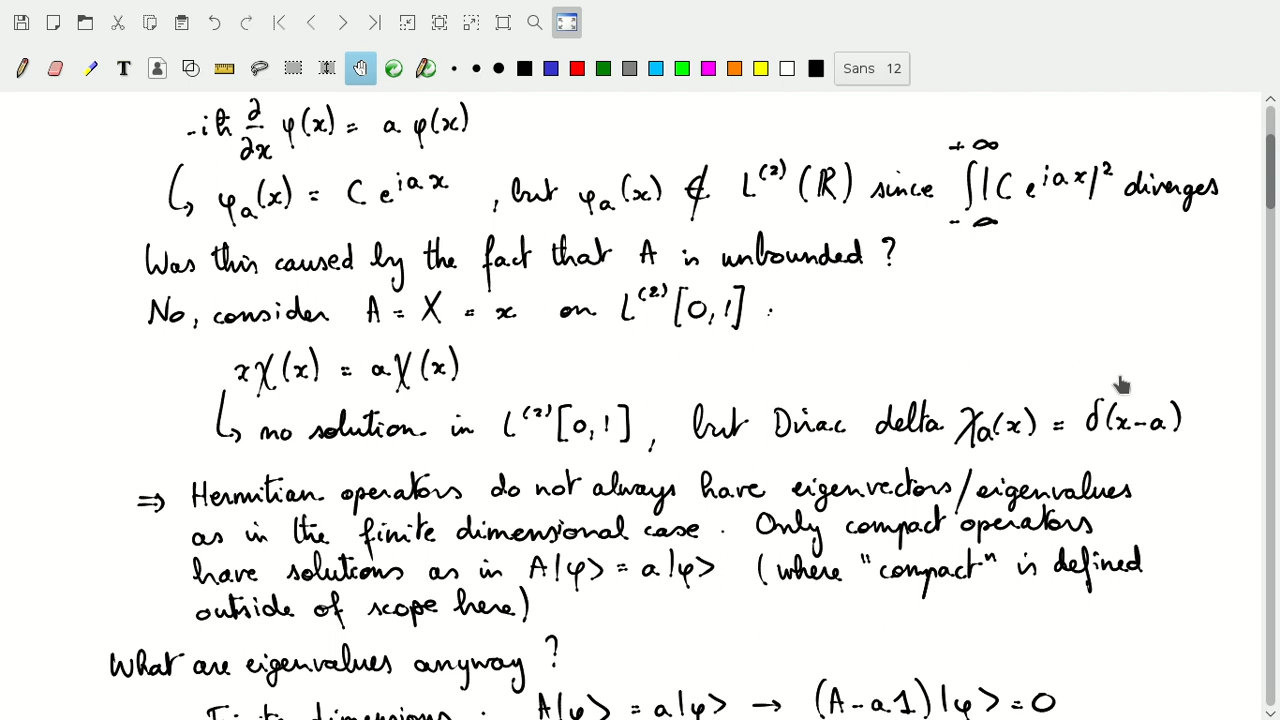 T
Sans 12
-iħ ∂/∂x φ(x) = a φ(x)
↳ φₐ(x) = C e^{iax} , but φₐ(x) ∉ L^{(2)}(ℝ) since ∫_{-∞}^{+∞} |C e^{iax}|² diverges
Was this caused by the fact that A is unbounded ?
No, consider A = X = x on L^{(2)}[0,1] :
xχ(x) = aχ(x)
↳ no solution in L^{(2)}[0,1] , but Dirac delta χₐ(x) = δ(x-a)
⇒ Hermitian operators do not always have eigenvectors/eigenvalues
as in the finite dimensional case. Only compact operators
have solutions as in A|φ> = a|φ> (where "compact" is defined
outside of scope here)
What are eigenvalues anyway ?
Finite dimensions : A|φ> = a|φ> → (A-a1)|φ> = 0